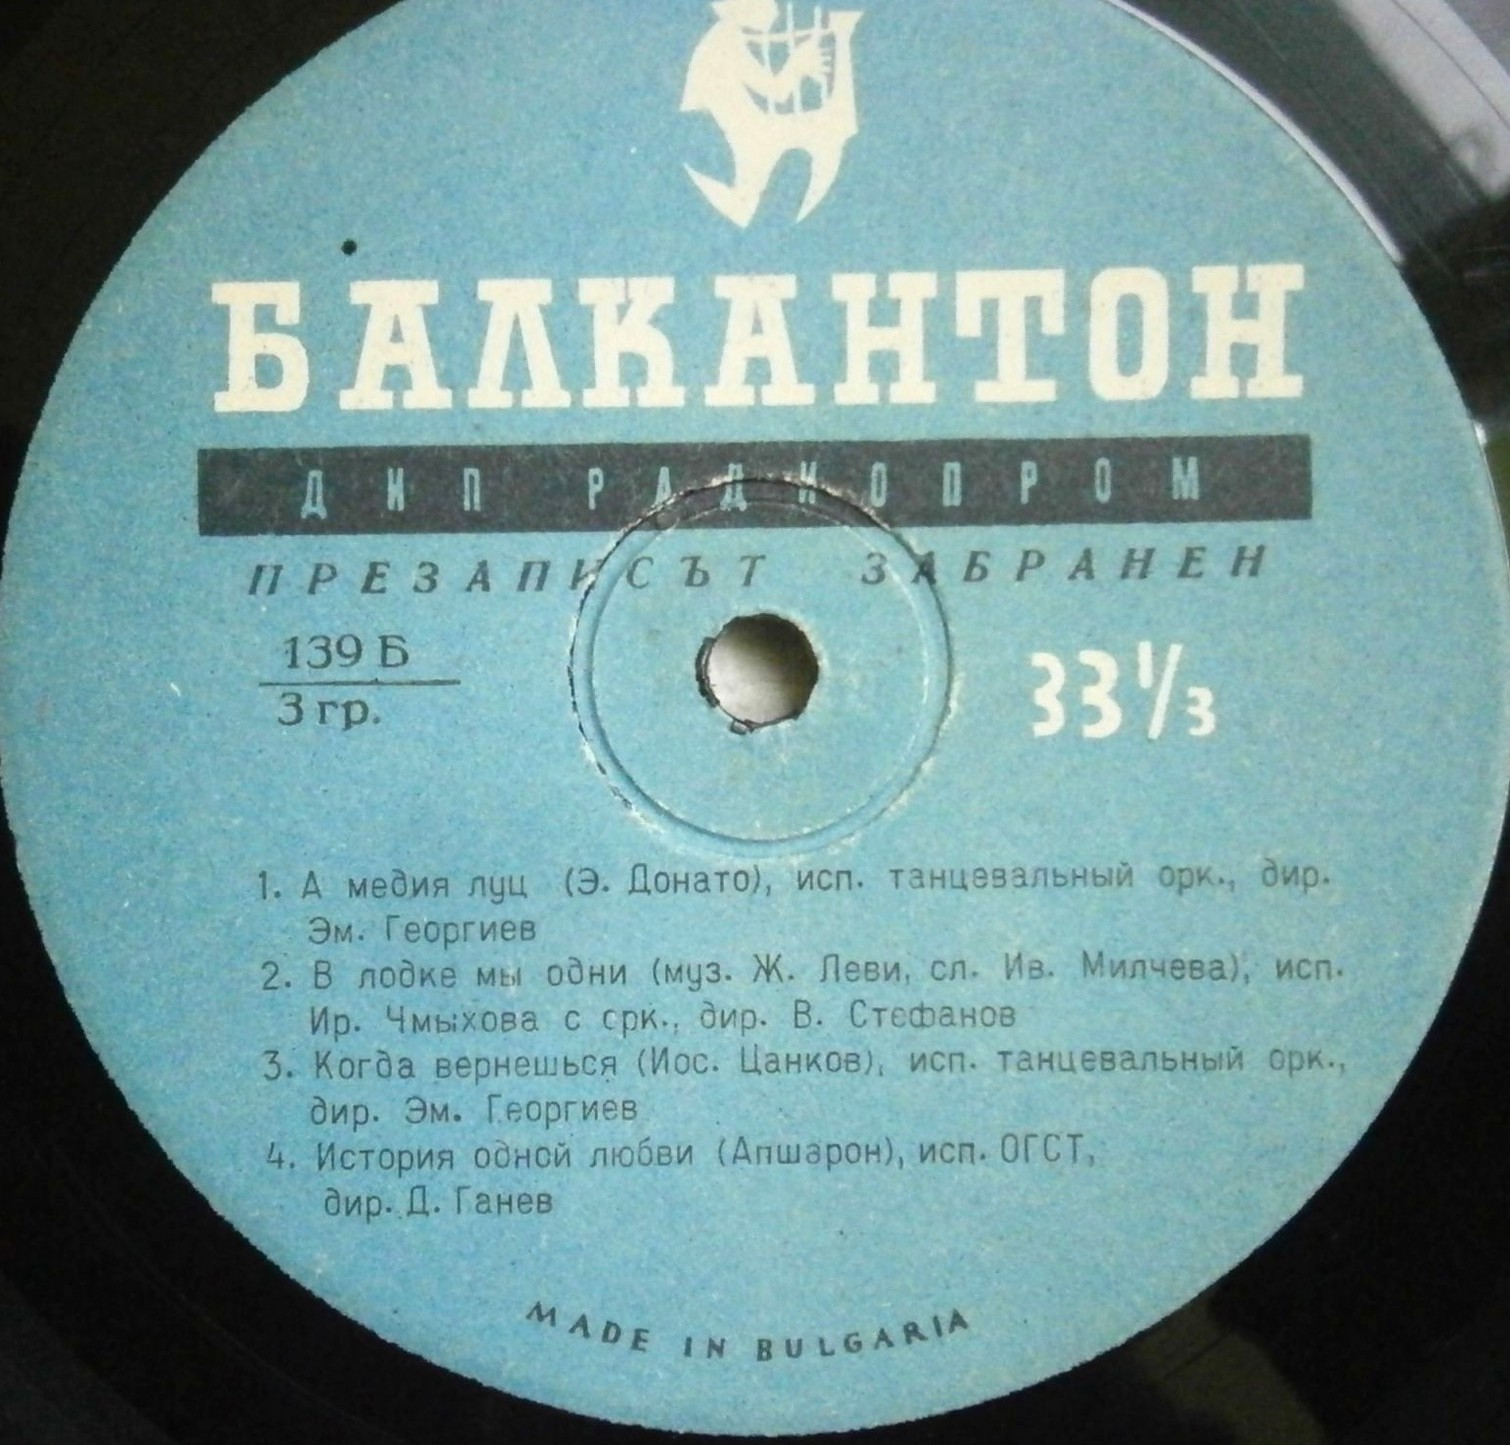 БАЛКАНТОН
ДИП РАДИОПРОМ
ПРЕЗАПИСЪТ ЗАБРАНЕН
139 Б
3 гр.
33 1/3
1. А медия луц (Э. Донато), исп. танцевальный орк., дир.
Эм. Георгиев
2. В лодке мы одни (муз. Ж. Леви, сл. Ив. Милчева), исп.
Ир. Чмыхова с орк., дир. В. Стефанов
3. Когда вернешься (Иос. Цанков), исп. танцевальный орк.,
дир. Эм. Георгиев
4. История одной любви (Апшарон), исп. ОГСТ,
дир. Д. Ганев
MADE IN BULGARIA